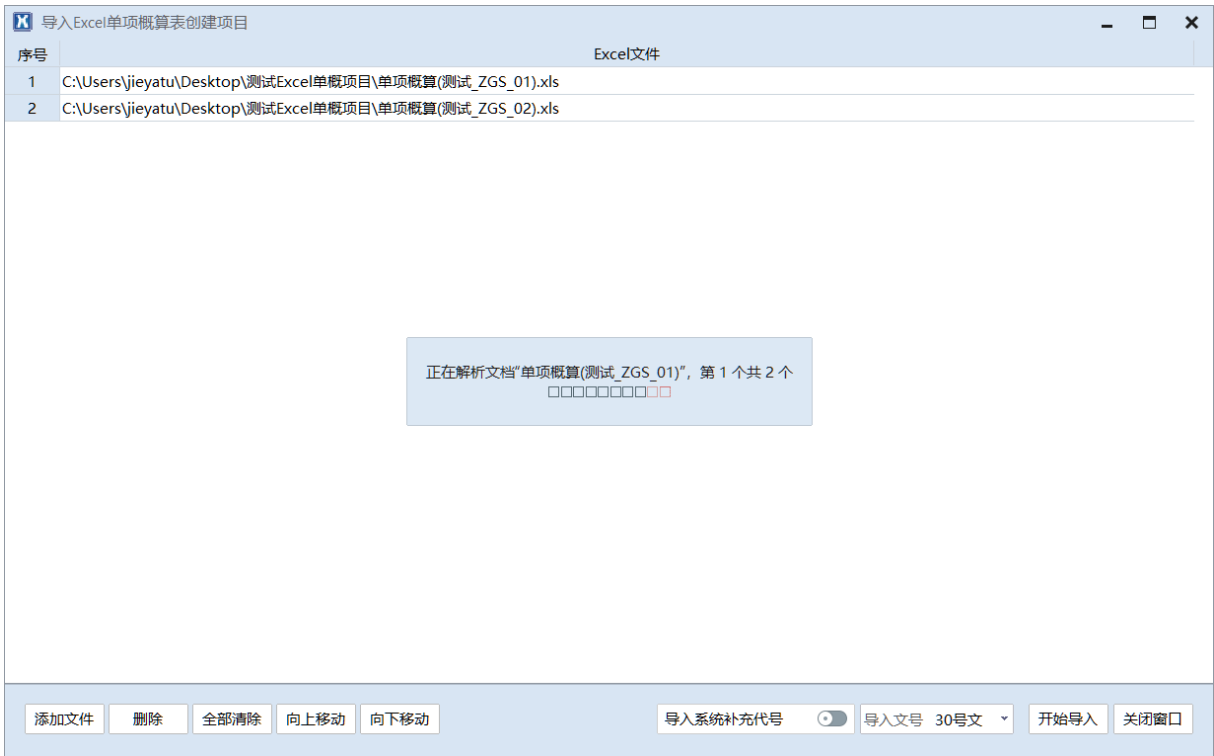 导入Excel单项概算表创建项目
序号 Excel文件
1 C:\Users\jieyatu\Desktop\测试Excel单概项目\单项概算(测试_ZGS_01).xls
2 C:\Users\jieyatu\Desktop\测试Excel单概项目\单项概算(测试_ZGS_02).xls
正在解析文档"单项概算(测试_ZGS_01)"，第 1 个共 2 个
□□□□□□□□□□
添加文件 删除 全部清除 向上移动 向下移动 导入系统补充代号 导入文号 30号文 开始导入 关闭窗口